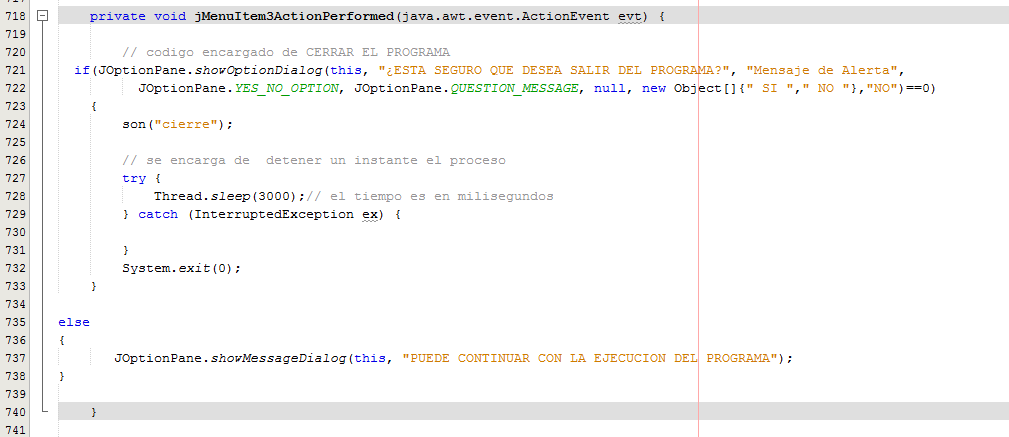 718 private void jMenuItem3ActionPerformed(java.awt.event.ActionEvent evt) {
719
720 // codigo encargado de CERRAR EL PROGRAMA
721 if(JOptionPane.showOptionDialog(this, "¿ESTA SEGURO QUE DESEA SALIR DEL PROGRAMA?", "Mensaje de Alerta",
722 JOptionPane.YES_NO_OPTION, JOptionPane.QUESTION_MESSAGE, null, new Object[]{" SI "," NO "},"NO")==0)
723 {
724 son("cierre");
725
726 // se encarga de  detener un instante el proceso
727 try {
728 Thread.sleep(3000);// el tiempo es en milisegundos
729 } catch (InterruptedException ex) {
730
731 }
732 System.exit(0);
733 }
734
735 else
736 {
737 JOptionPane.showMessageDialog(this, "PUEDE CONTINUAR CON LA EJECUCION DEL PROGRAMA");
738 }
739
740 }
741